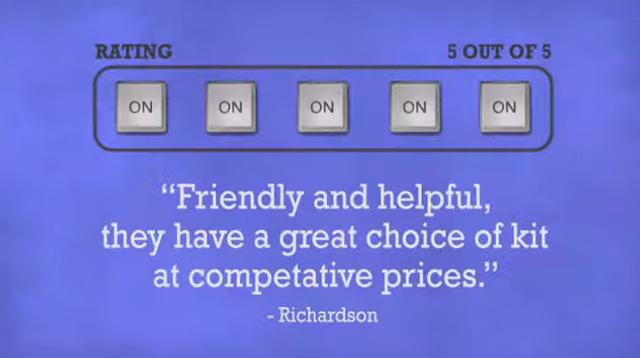 RATING 5 OUT OF 5
ON ON ON ON ON
“Friendly and helpful,
they have a great choice of kit
at competative prices.”
- Richardson